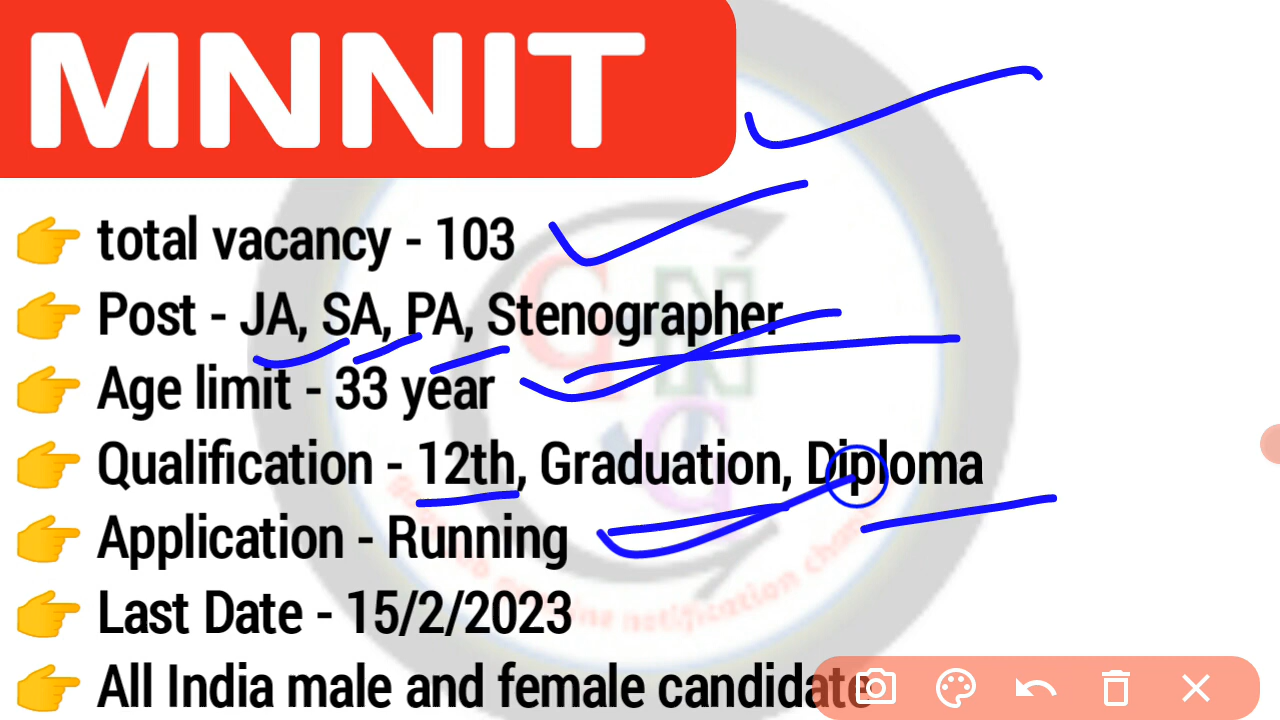 MNNIT
total vacancy - 103
Post - JA, SA, PA, Stenographer
Age limit - 33 year
Qualification - 12th, Graduation, Diploma
Application - Running
Last Date - 15/2/2023
All India male and female candidate
G
N
C
notification